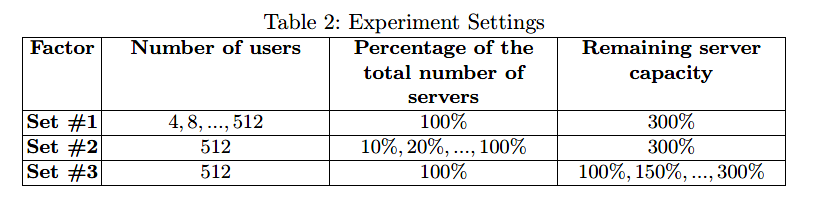 Table 2: Experiment Settings
Factor Number of users Percentage of the Remaining server
total number of capacity
servers
Set #1 4, 8, ..., 512 100% 300%
Set #2 512 10%, 20%, ..., 100% 300%
Set #3 512 100% 100%, 150%, ..., 300%